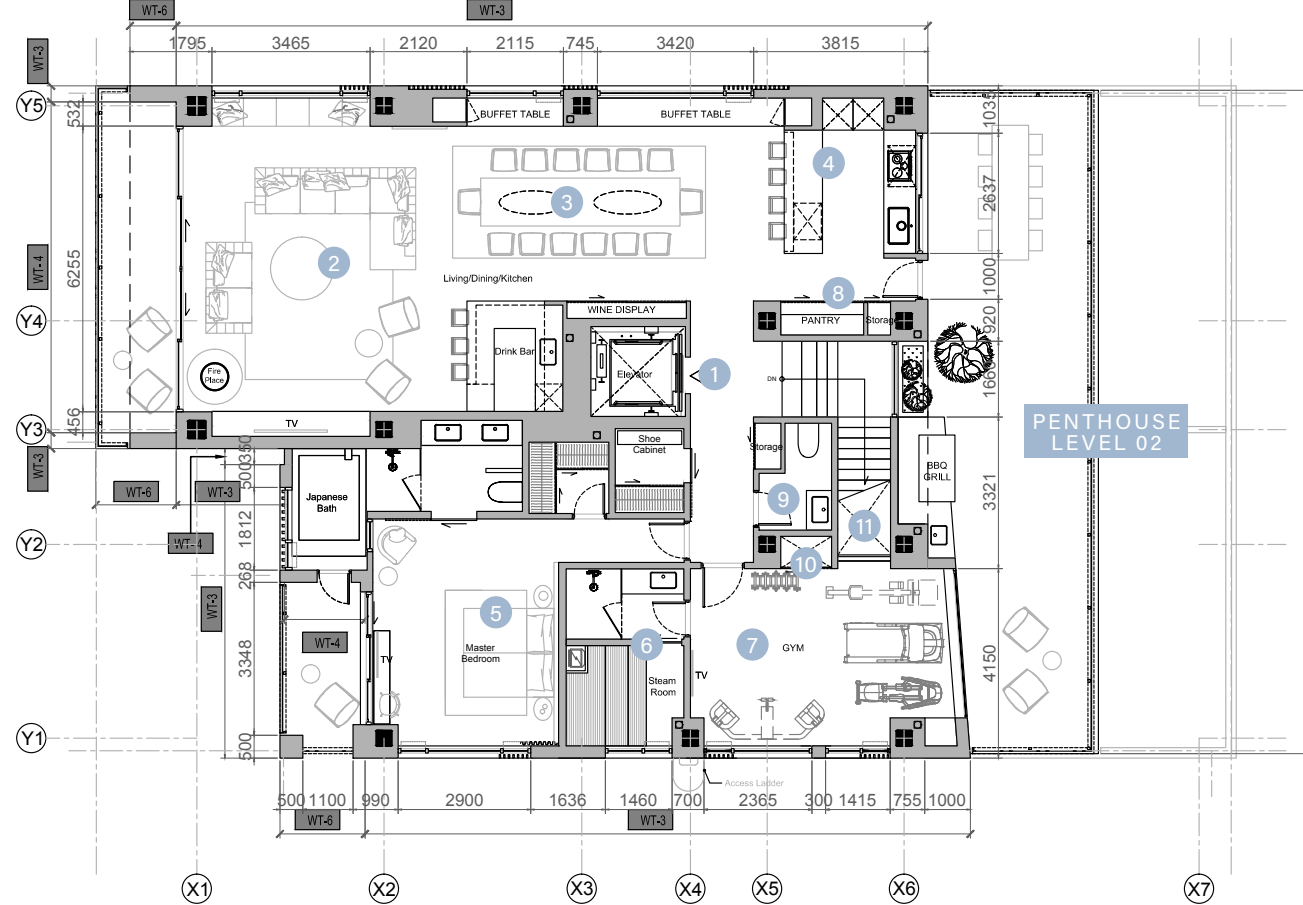 WT-6
WT-3
WT-3
1795
3465
2120
2115
745
3420
3815
Y5
532
BUFFET TABLE
BUFFET TABLE
1035
4
3
2637
2
WT-4
6255
Living/Dining/Kitchen
8
1000
Y4
WINE DISPLAY
PANTRY
Storage
920
Drink Bar
Elevator
1
DN
1660
Fire
Place
Y3
456
TV
PENTHOUSE
LEVEL 02
WT-3
350
Shoe
Cabinet
Storage
BBQ
GRILL
3321
WT-6
WT-3
500
Japanese
Bath
9
1812
11
Y2
WT-4
10
268
WT-3
5
WT-4
6
7
GYM
3348
TV
Master
Bedroom
Steam
Room
TV
4150
Y1
500
Access Ladder
500
1100
990
2900
1636
1460
700
2365
300
1415
755
1000
WT-6
WT-3
X1
X2
X3
X4
X5
X6
X7